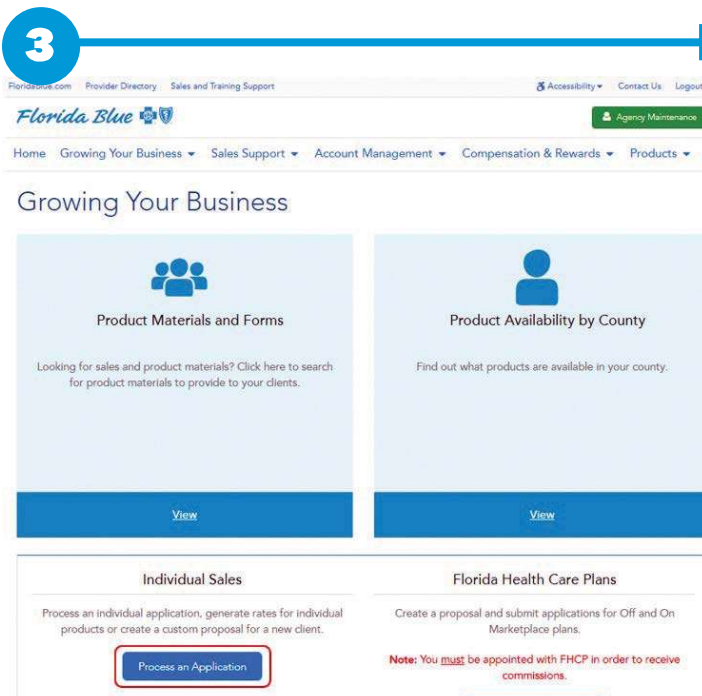 3
Floridablue.com Provider Directory Sales and Training Support Accessibility Contact Us Logout
Florida Blue
Agency Maintenance
Home Growing Your Business Sales Support Account Management Compensation & Rewards Products
Growing Your Business
Product Materials and Forms
Looking for sales and product materials? Click here to search
for product materials to provide to your clients.
View
Product Availability by County
Find out what products are available in your county.
View
Individual Sales
Process an individual application, generate rates for individual
products or create a custom proposal for a new client.
Process an Application
Florida Health Care Plans
Create a proposal and submit applications for Off and On
Marketplace plans.
Note: You must be appointed with FHCP in order to receive
commissions.